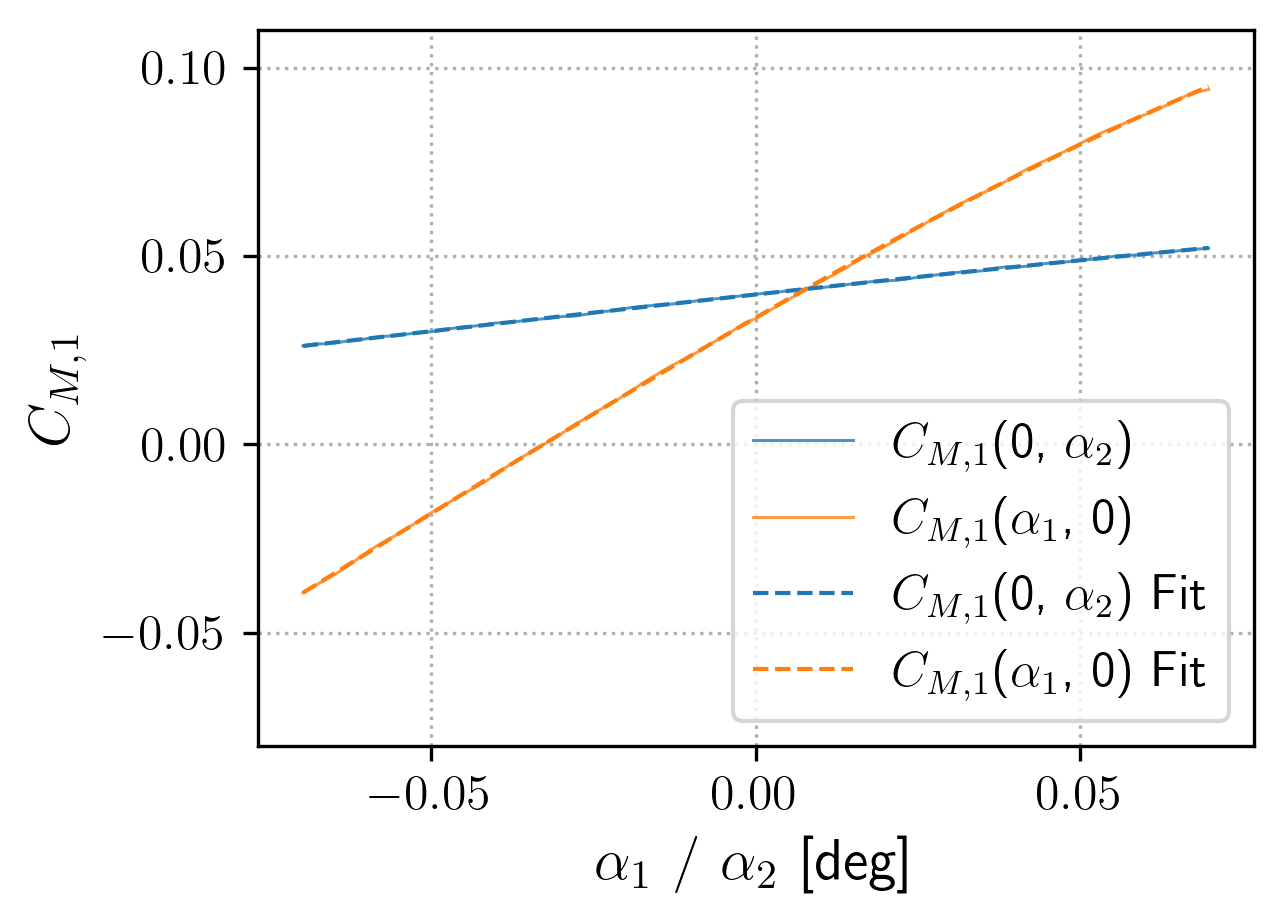 0.10
0.05
0.00
−0.05
C_{M,1}
C_{M,1}(0, α_2)
C_{M,1}(α_1, 0)
C_{M,1}(0, α_2) Fit
C_{M,1}(α_1, 0) Fit
−0.05 0.00 0.05
α_1 / α_2 [deg]